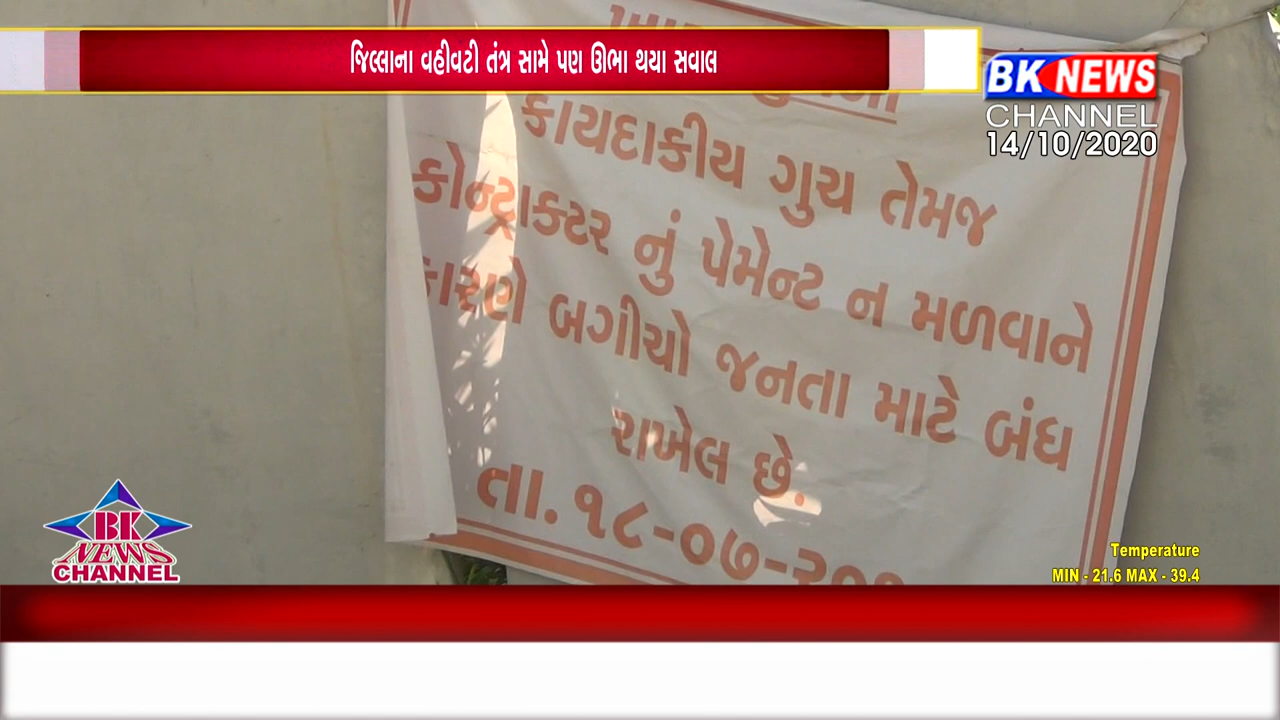 જિલ્લાના વહીવટી તંત્ર સામે પણ ઊભા થયા સવાલ
BK NEWS
CHANNEL
14/10/2020
કાયદાકીય ગુચ તેમજ
કોન્ટ્રાક્ટર નું પેમેન્ટ ન મળવાને
કારણે બગીચો જનતા માટે બંધ
રાખેલ છે.
તા. ૧૮-૦૭-
BK
NEWS
CHANNEL
Temperature
MIN - 21.6 MAX - 39.4